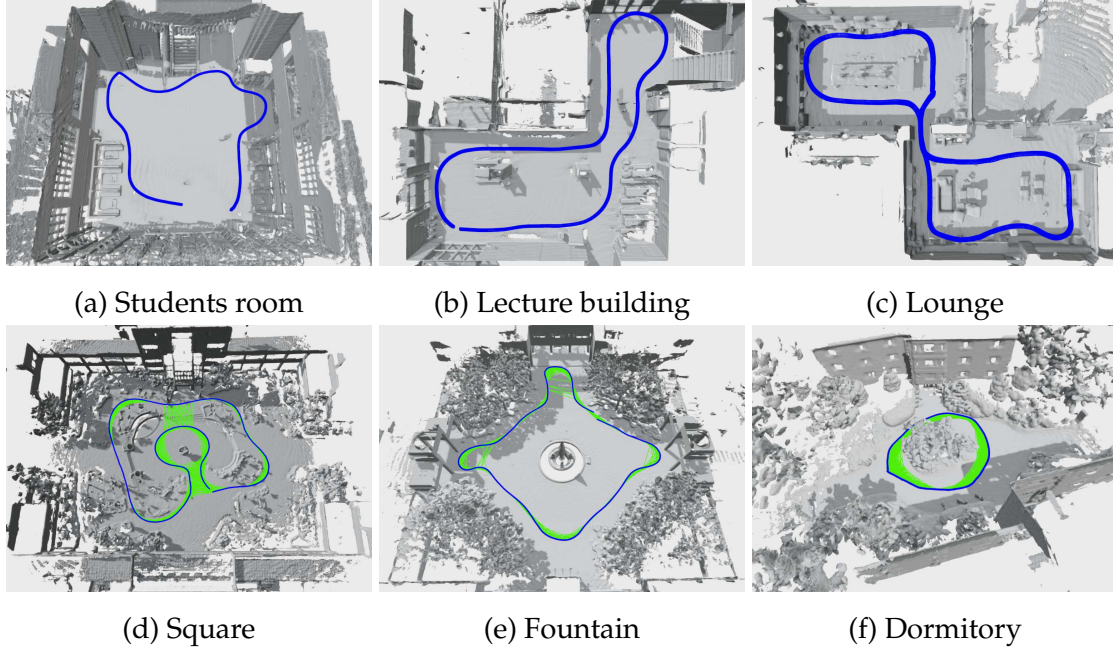 (a) Students room
(b) Lecture building
(c) Lounge
(d) Square
(e) Fountain
(f) Dormitory